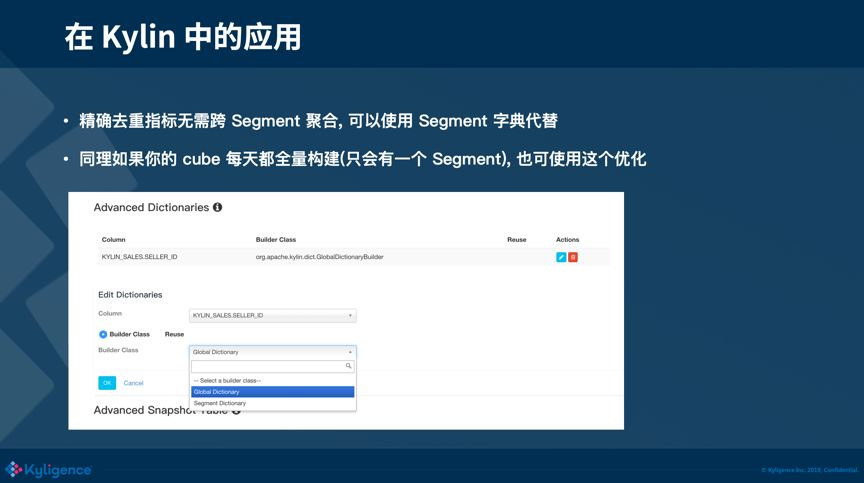 在 Kylin 中的应用
• 精确去重指标无需跨 Segment 聚合, 可以使用 Segment 字典代替
• 同理如果你的 cube 每天都全量构建(只会有一个 Segment), 也可使用这个优化
Advanced Dictionaries
Column Builder Class Reuse Actions
KYLIN_SALES.SELLER_ID org.apache.kylin.dict.GlobalDictionaryBuilder
Edit Dictionaries
Column KYLIN_SALES.SELLER_ID
Builder Class Reuse
Builder Class Global Dictionary
-- Select a builder class--
OK Cancel
Global Dictionary
Segment Dictionary
Advanced Snapshot Table
Kyligence
© Kyligence Inc. 2019, Confidential.